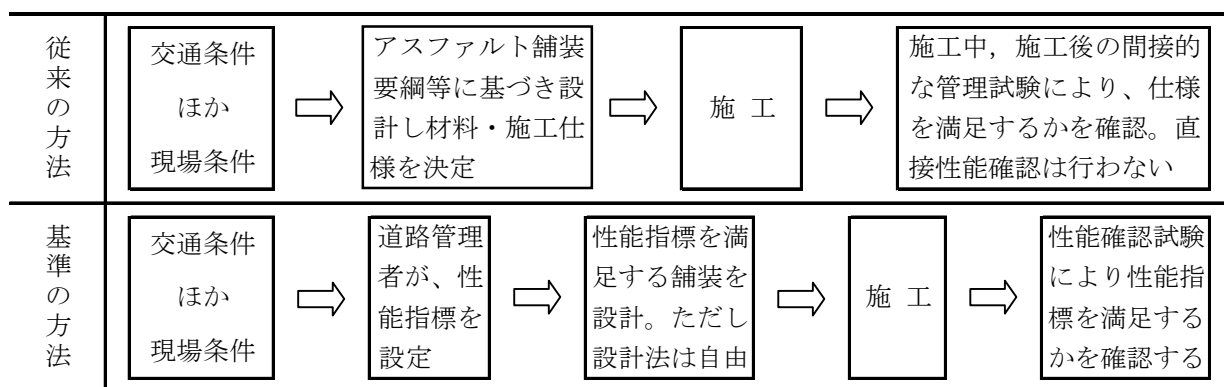 従来の方法
交通条件
ほか
現場条件
アスファルト舗装
要綱等に基づき設
計し材料・施工仕
様を決定
施 工
施工中，施工後の間接的
な管理試験により、仕様
を満足するかを確認。直
接性能確認は行わない
基準の方法
交通条件
ほか
現場条件
道路管理
者が、性
能指標を
設定
性能指標を満
足する舗装を
設計。ただし
設計法は自由
施 工
性能確認試験
により性能指
標を満足する
かを確認する